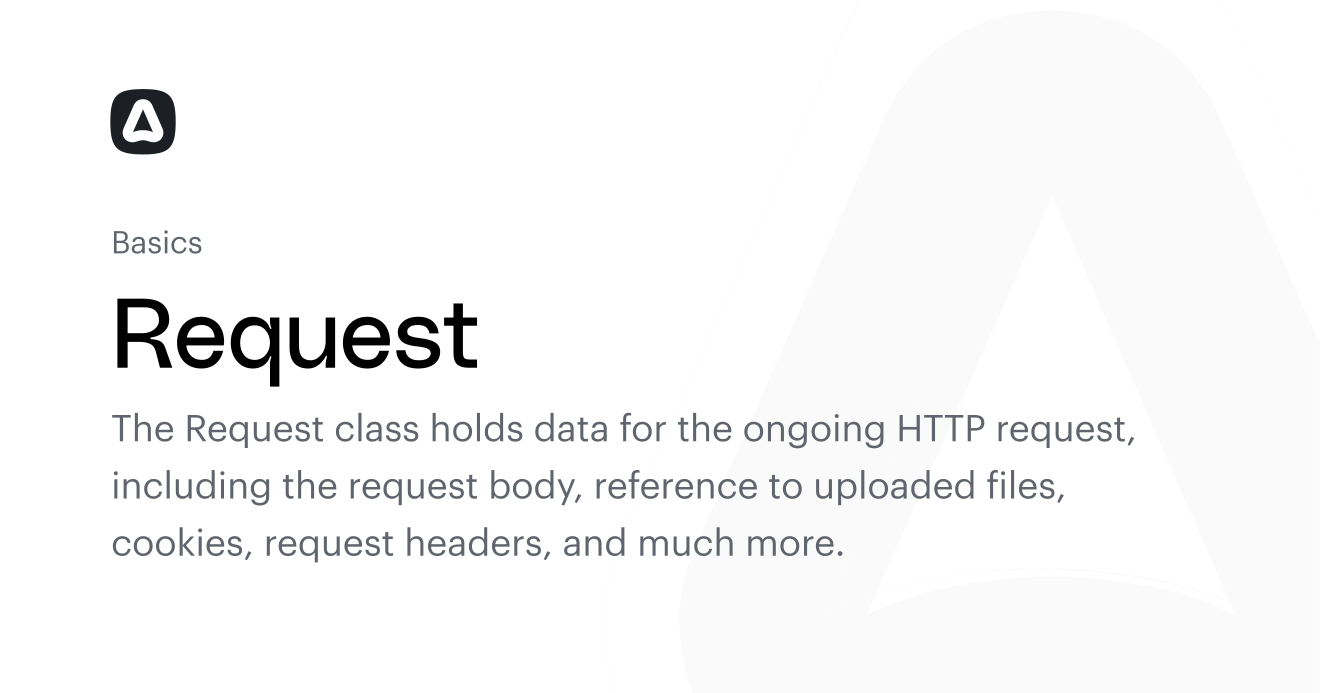 Basics
Request
The Request class holds data for the ongoing HTTP request,
including the request body, reference to uploaded files,
cookies, request headers, and much more.